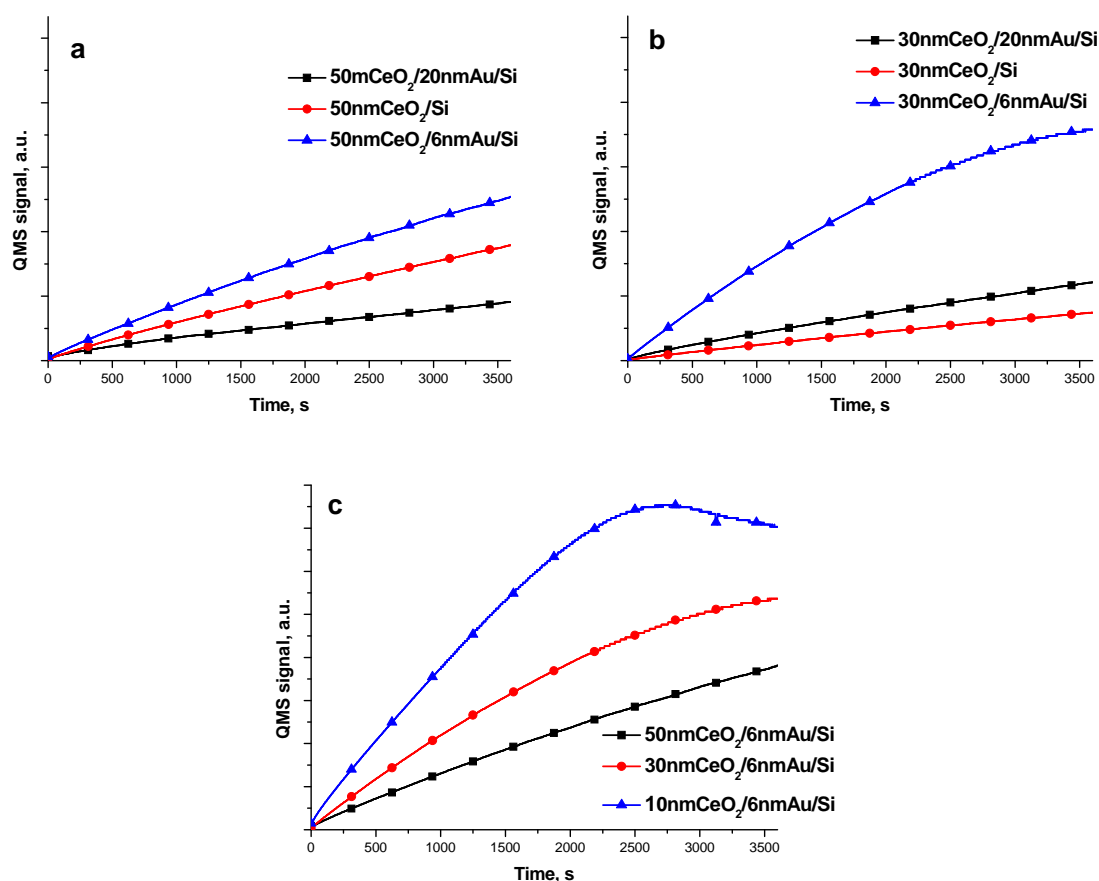 a
50mCeO₂/20nmAu/Si
50nmCeO₂/Si
50nmCeO₂/6nmAu/Si
QMS signal, a.u.
0 500 1000 1500 2000 2500 3000 3500
Time, s
b
30nmCeO₂/20nmAu/Si
30nmCeO₂/Si
30nmCeO₂/6nmAu/Si
QMS signal, a.u.
0 500 1000 1500 2000 2500 3000 3500
Time, s
c
QMS signal, a.u.
50nmCeO₂/6nmAu/Si
30nmCeO₂/6nmAu/Si
10nmCeO₂/6nmAu/Si
0 500 1000 1500 2000 2500 3000 3500
Time, s